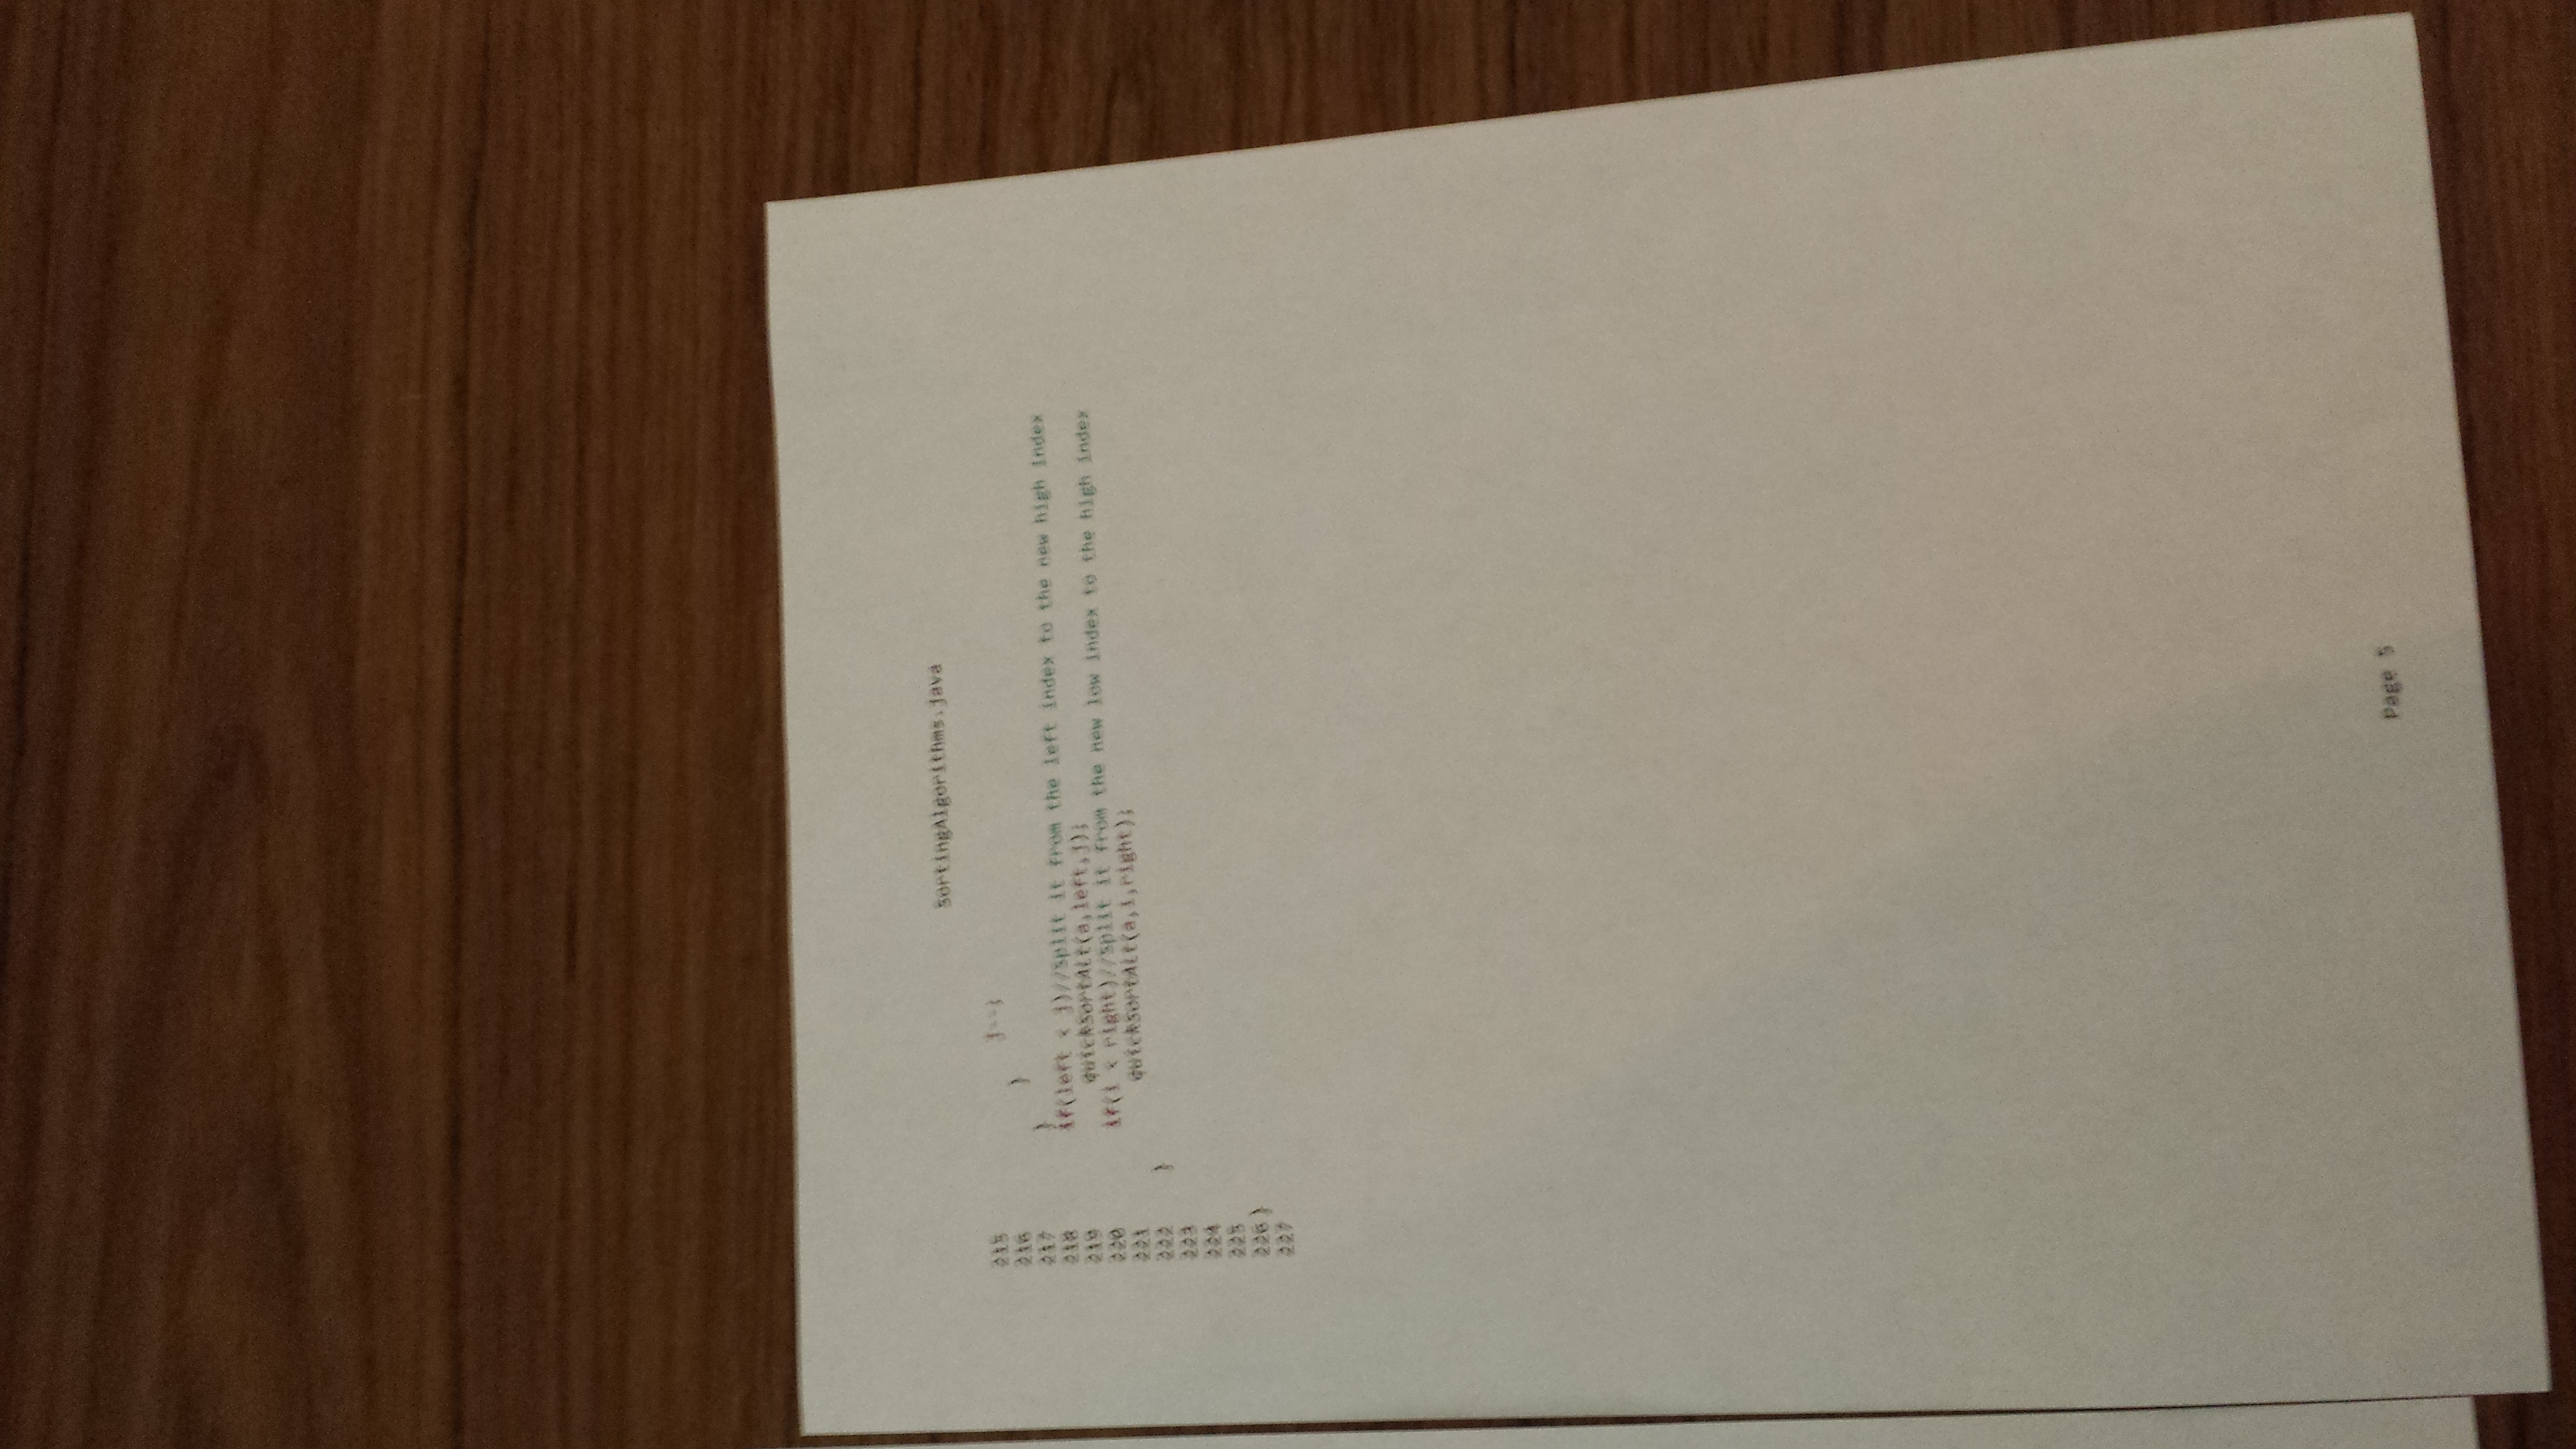 SortingAlgorithms.java
215                 j--;
216             }
217         }
218         if(left < j)//Split it from the left index to the new high index
219             quickSortAlt(a,left,j);
220         if(i < right)//Split it from the new low index to the high index
221             quickSortAlt(a,i,right);
222     }
223
224
225
226 }
227
Page 5